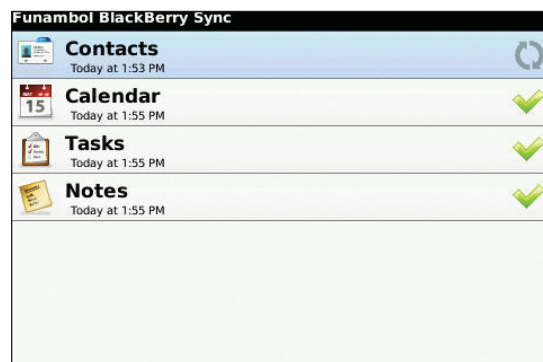 Funambol BlackBerry Sync
Contacts
Today at 1:53 PM
15
Calendar
Today at 1:55 PM
Tasks
Today at 1:55 PM
Notes
Today at 1:55 PM